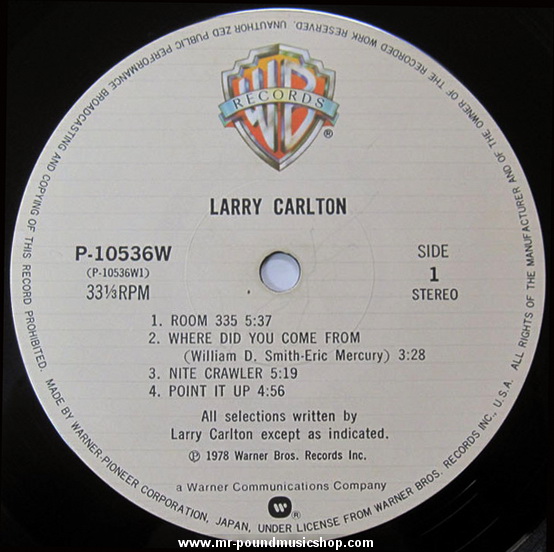 ALL RIGHTS OF THE MANUFACTURER AND OF THE OWNER OF THE RECORDED WORK RESERVED. UNAUTHORIZED PUBLIC PERFORMANCE BROADCASTING AND COPYING OF THIS RECORD PROHIBITED.
WB
RECORDS
®
LARRY CARLTON
P-10536W
(P-10536W1)
33⅓RPM
SIDE
1
STEREO
1. ROOM 335 5:37
2. WHERE DID YOU COME FROM
(William D. Smith-Eric Mercury) 3:28
3. NITE CRAWLER 5:19
4. POINT IT UP 4:56
All selections written by
Larry Carlton except as indicated.
℗ 1978 Warner Bros. Records Inc.
a Warner Communications Company
®
MADE BY WARNER-PIONEER CORPORATION, JAPAN, UNDER LICENSE FROM WARNER BROS. RECORDS INC., U.S.A.
www.mr-poundmusicshop.com